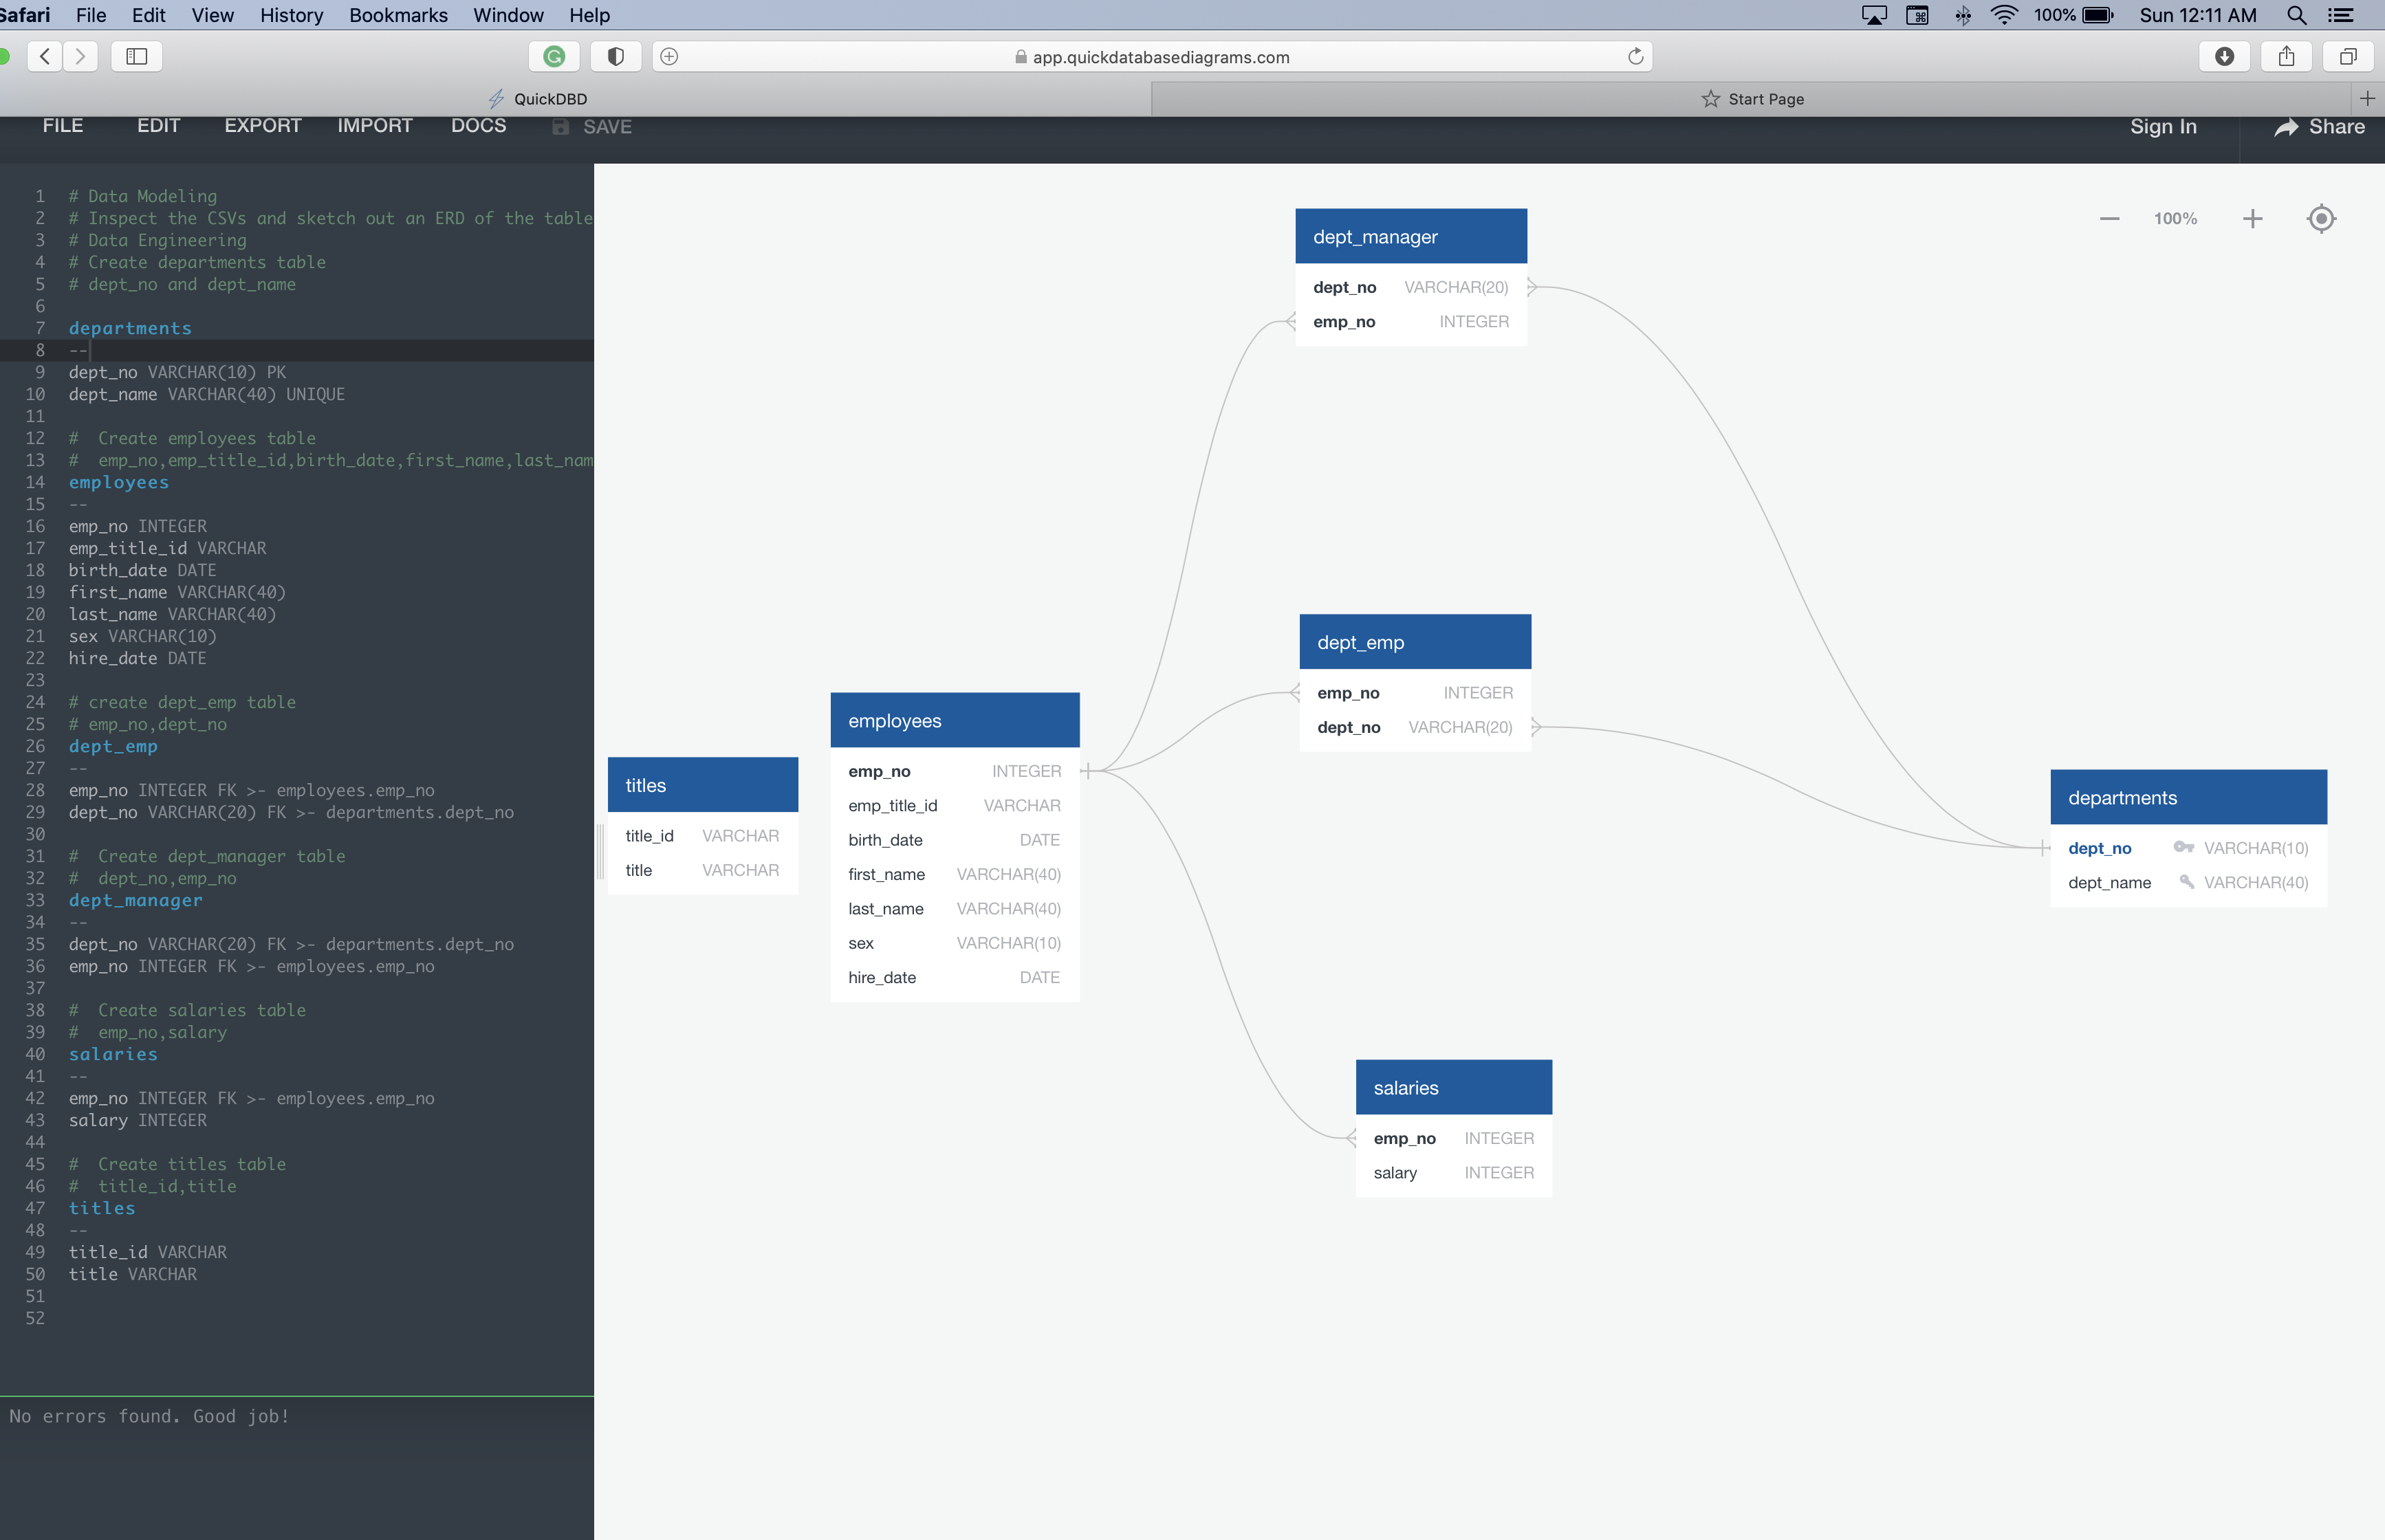 Safari File Edit View History Bookmarks Window Help 100% Sun 12:11 AM
app.quickdatabasediagrams.com
QuickDBD Start Page
FILE EDIT EXPORT IMPORT DOCS SAVE Sign In Share
1 # Data Modeling
2 # Inspect the CSVs and sketch out an ERD of the table
3 # Data Engineering
4 # Create departments table
5 # dept_no and dept_name
6
7 departments
8 --
9 dept_no VARCHAR(10) PK
10 dept_name VARCHAR(40) UNIQUE
11
12 #  Create employees table
13 #  emp_no,emp_title_id,birth_date,first_name,last_nam
14 employees
15 --
16 emp_no INTEGER
17 emp_title_id VARCHAR
18 birth_date DATE
19 first_name VARCHAR(40)
20 last_name VARCHAR(40)
21 sex VARCHAR(10)
22 hire_date DATE
23
24 # create dept_emp table
25 # emp_no,dept_no
26 dept_emp
27 --
28 emp_no INTEGER FK >- employees.emp_no
29 dept_no VARCHAR(20) FK >- departments.dept_no
30
31 #  Create dept_manager table
32 #  dept_no,emp_no
33 dept_manager
34 --
35 dept_no VARCHAR(20) FK >- departments.dept_no
36 emp_no INTEGER FK >- employees.emp_no
37
38 #  Create salaries table
39 #  emp_no,salary
40 salaries
41 --
42 emp_no INTEGER FK >- employees.emp_no
43 salary INTEGER
44
45 #  Create titles table
46 #  title_id,title
47 titles
48 --
49 title_id VARCHAR
50 title VARCHAR
51
52
No errors found. Good job!
100%
dept_manager
dept_no VARCHAR(20)
emp_no INTEGER
dept_emp
emp_no INTEGER
dept_no VARCHAR(20)
employees
emp_no INTEGER
emp_title_id VARCHAR
birth_date DATE
first_name VARCHAR(40)
last_name VARCHAR(40)
sex VARCHAR(10)
hire_date DATE
titles
title_id VARCHAR
title VARCHAR
departments
dept_no VARCHAR(10)
dept_name VARCHAR(40)
salaries
emp_no INTEGER
salary INTEGER